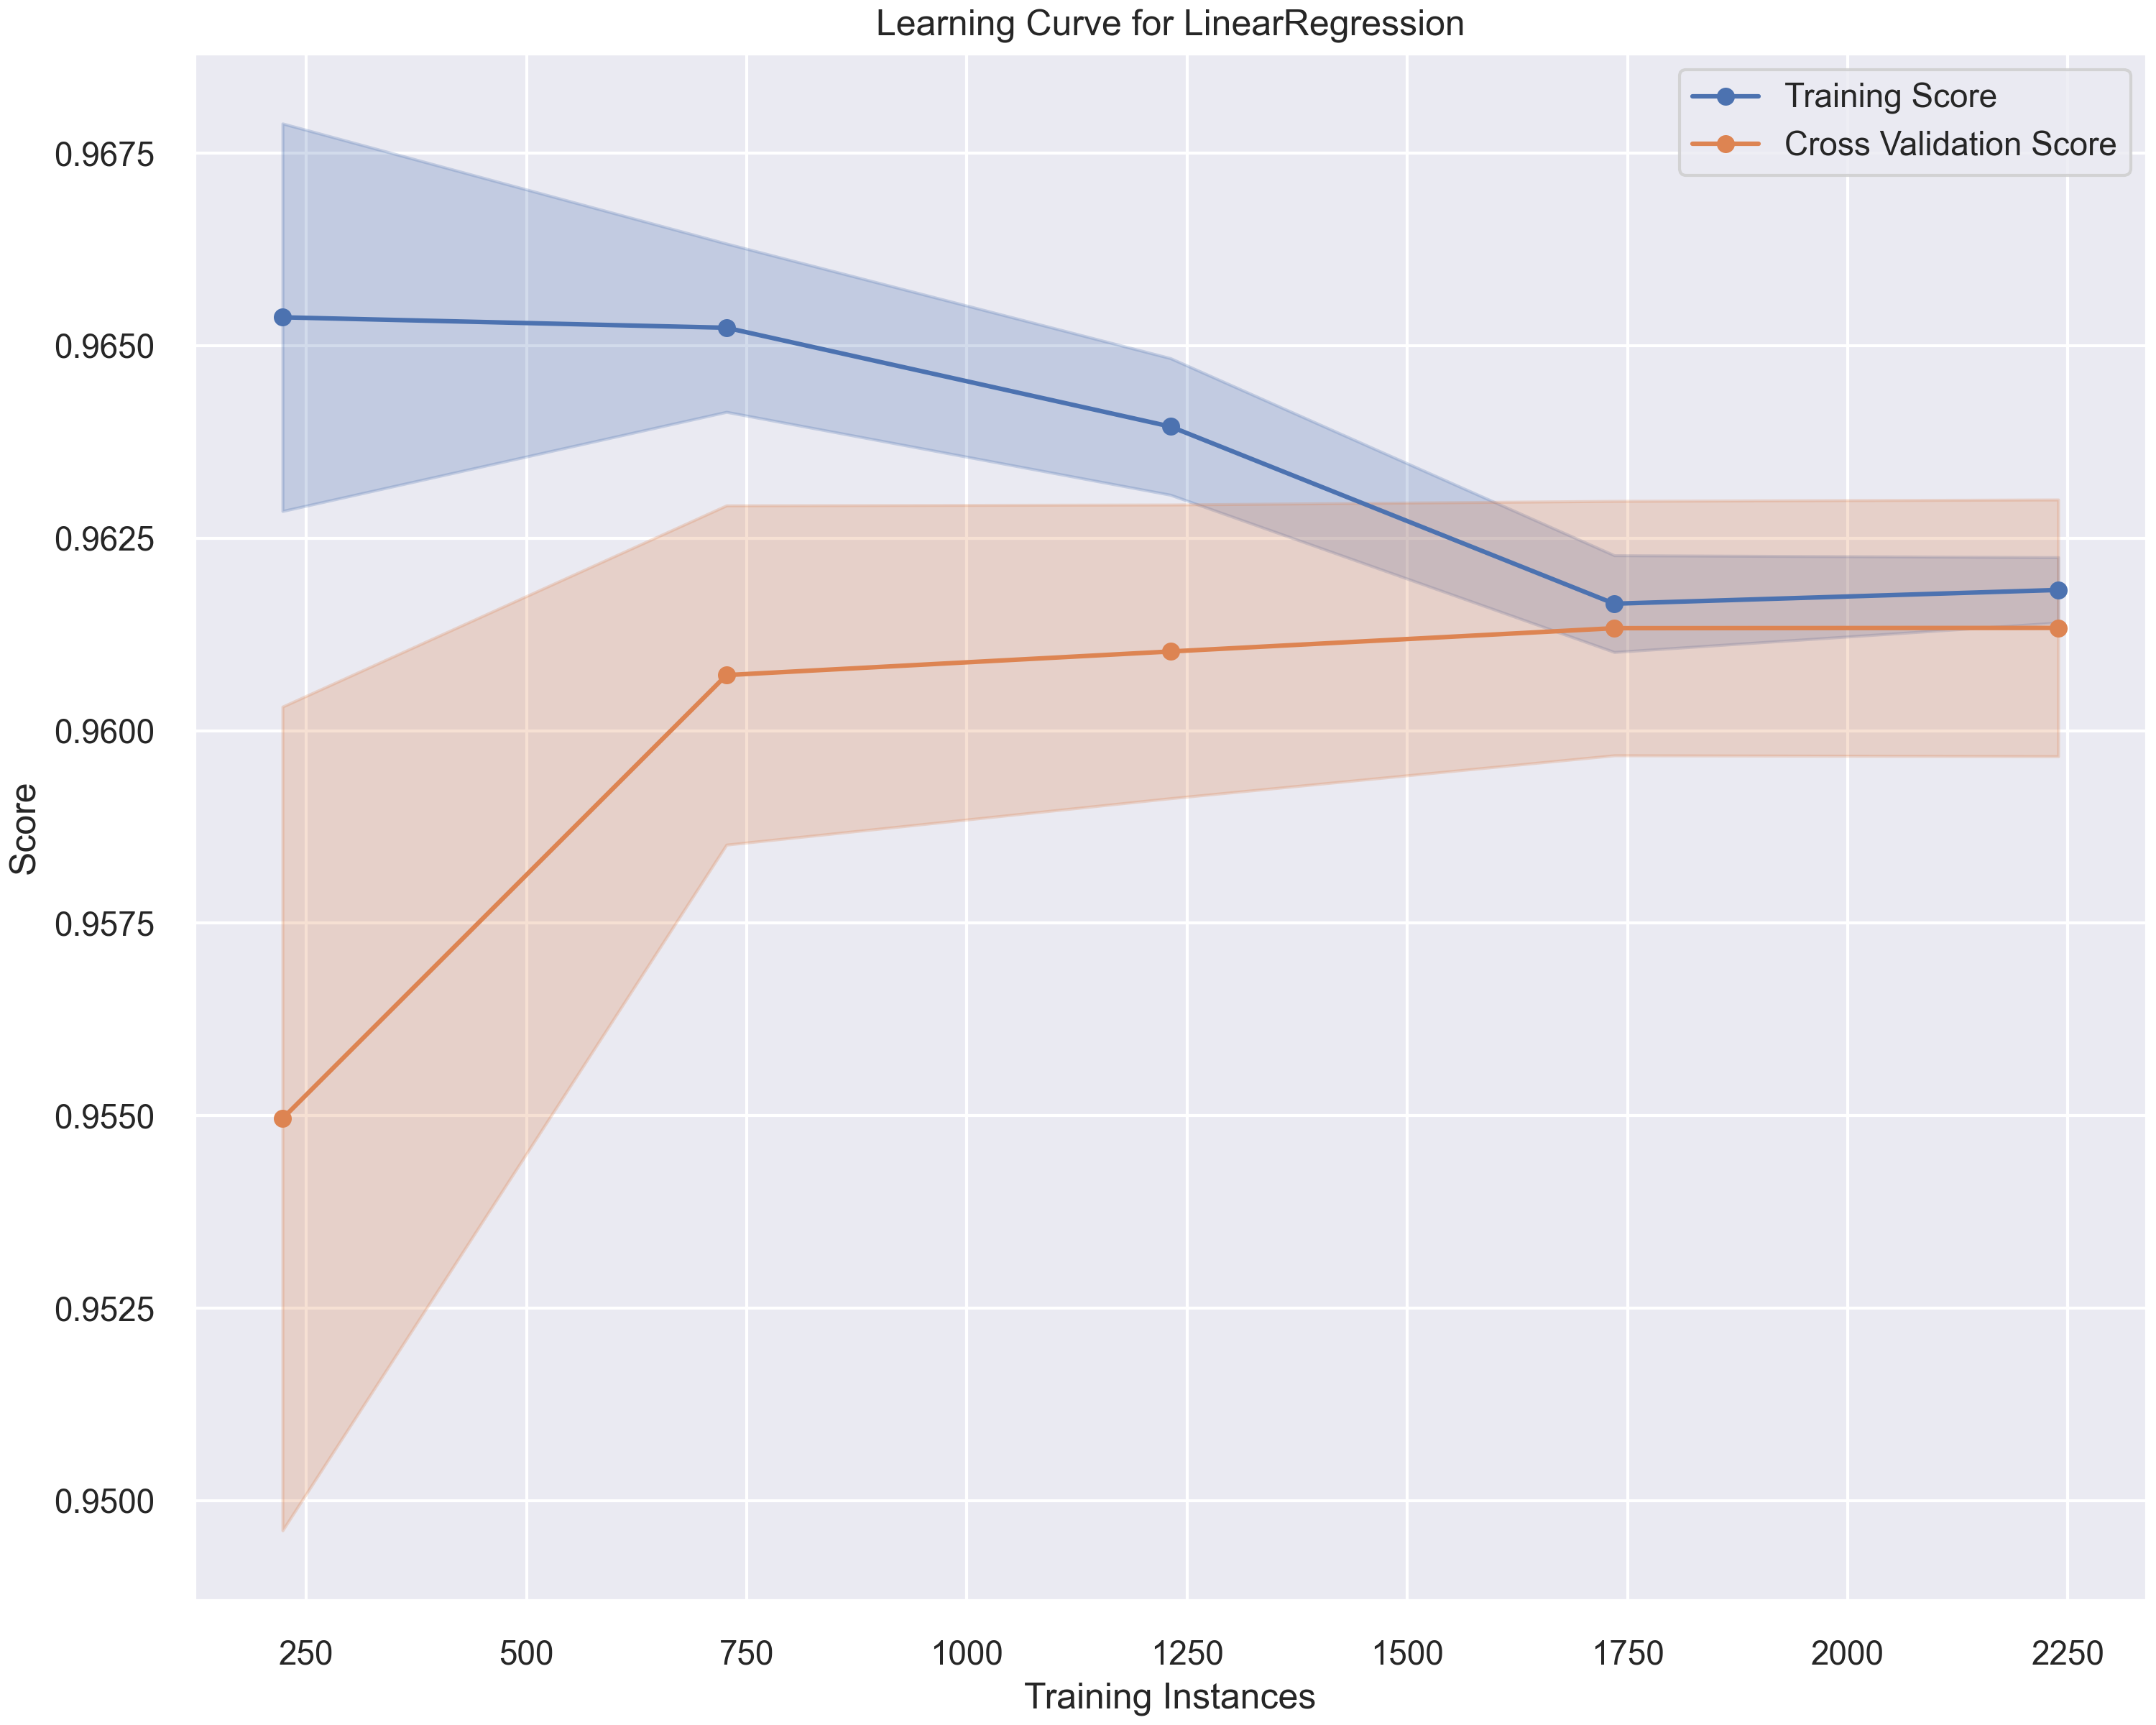 Learning Curve for LinearRegression
Training Score
Cross Validation Score
0.9675
0.9650
0.9625
0.9600
0.9575
0.9550
0.9525
0.9500
Score
250 500 750 1000 1250 1500 1750 2000 2250
Training Instances